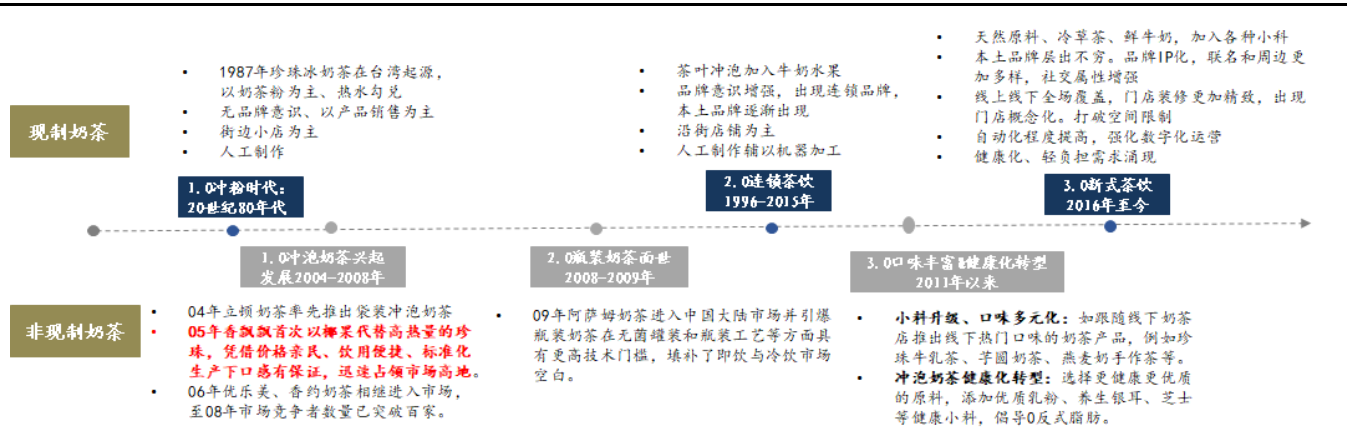 现制奶茶
• 1987年珍珠冰奶茶在台湾起源，
以奶茶粉为主、热水勾兑
• 无品牌意识、以产品销售为主
• 街边小店为主
• 人工制作
1.0冲粉时代：
20世纪80年代
• 茶叶冲泡加入牛奶水果
• 品牌意识增强，出现连锁品牌，
本土品牌逐渐出现
• 沿街店铺为主
• 人工制作辅以机器加工
2.0连锁茶饮
1996-2015年
• 天然原料、冷草茶、鲜牛奶，加入各种小料
• 本土品牌层出不穷。品牌IP化，联名和周边更
加多样，社交属性增强
• 线上线下全场覆盖，门店装修更加精致，出现
门店概念化。打破空间限制
• 自动化程度提高，强化数字化运营
• 健康化、轻负担需求涌现
3.0新式茶饮
2016年至今
非现制奶茶
1.0冲泡奶茶兴起
发展2004-2008年
• 04年立顿奶茶率先推出袋装冲泡奶茶
• 05年香飘飘首次以椰果代替高热量的珍
珠，凭借价格亲民、饮用便捷、标准化
生产下口感有保证，迅速占领市场高地。
• 06年优乐美、香约奶茶相继进入市场，
至08年市场竞争者数量已突破百家。
2.0瓶装奶茶面世
2008-2009年
• 09年阿萨姆奶茶进入中国大陆市场并引爆
瓶装奶茶在无菌罐装和瓶装工艺等方面具
有更高技术门槛，填补了即饮与冷饮市场
空白。
3.0口味丰富&健康化转型
2011年以来
• 小料升级、口味多元化：如跟随线下奶茶
店推出线下热门口味的奶茶产品，例如珍
珠牛乳茶、芋圆奶茶、燕麦奶手作茶等。
• 冲泡奶茶健康化转型：选择更健康更优质
的原料，添加优质乳粉、养生银耳、芝士
等健康小料，倡导0反式脂肪。